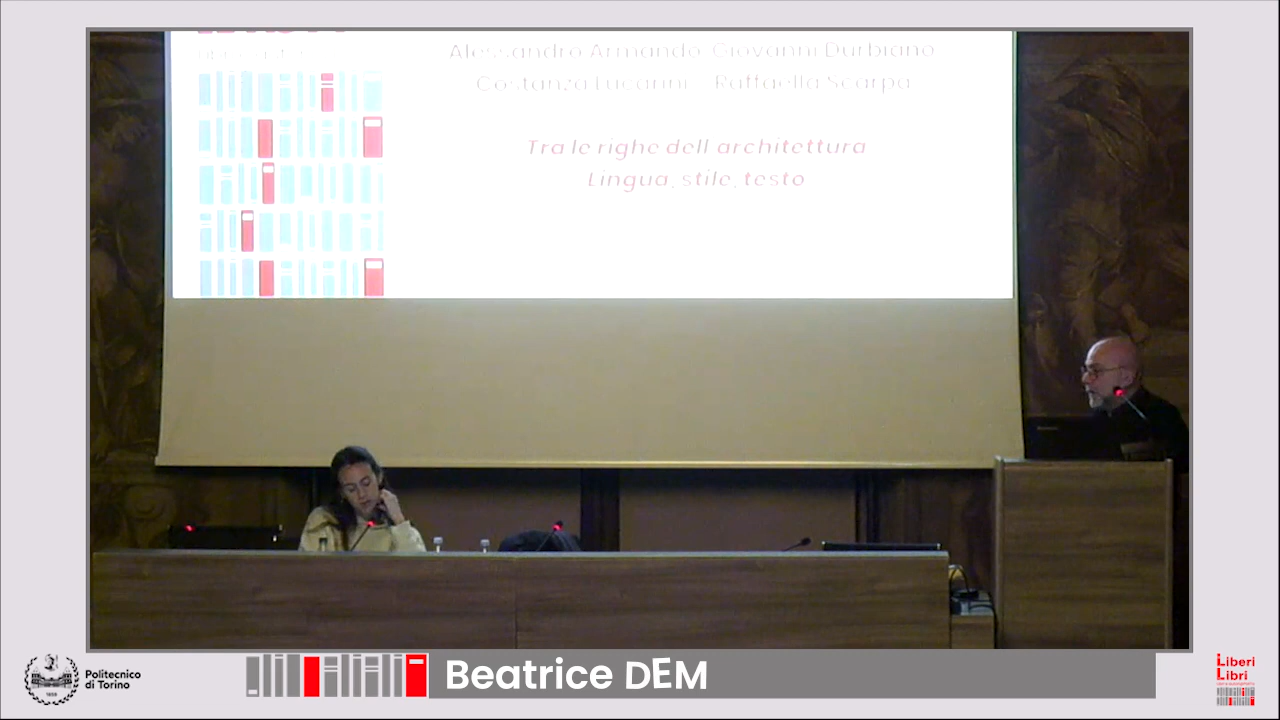 Alessandro Armando Giovanni Durbiano
Costanza Lucarini - Raffaella Scarpa
Tra le righe dell architettura
Lingua, stile, testo
Politecnico
di Torino
Beatrice DEM
Liberi
Libri